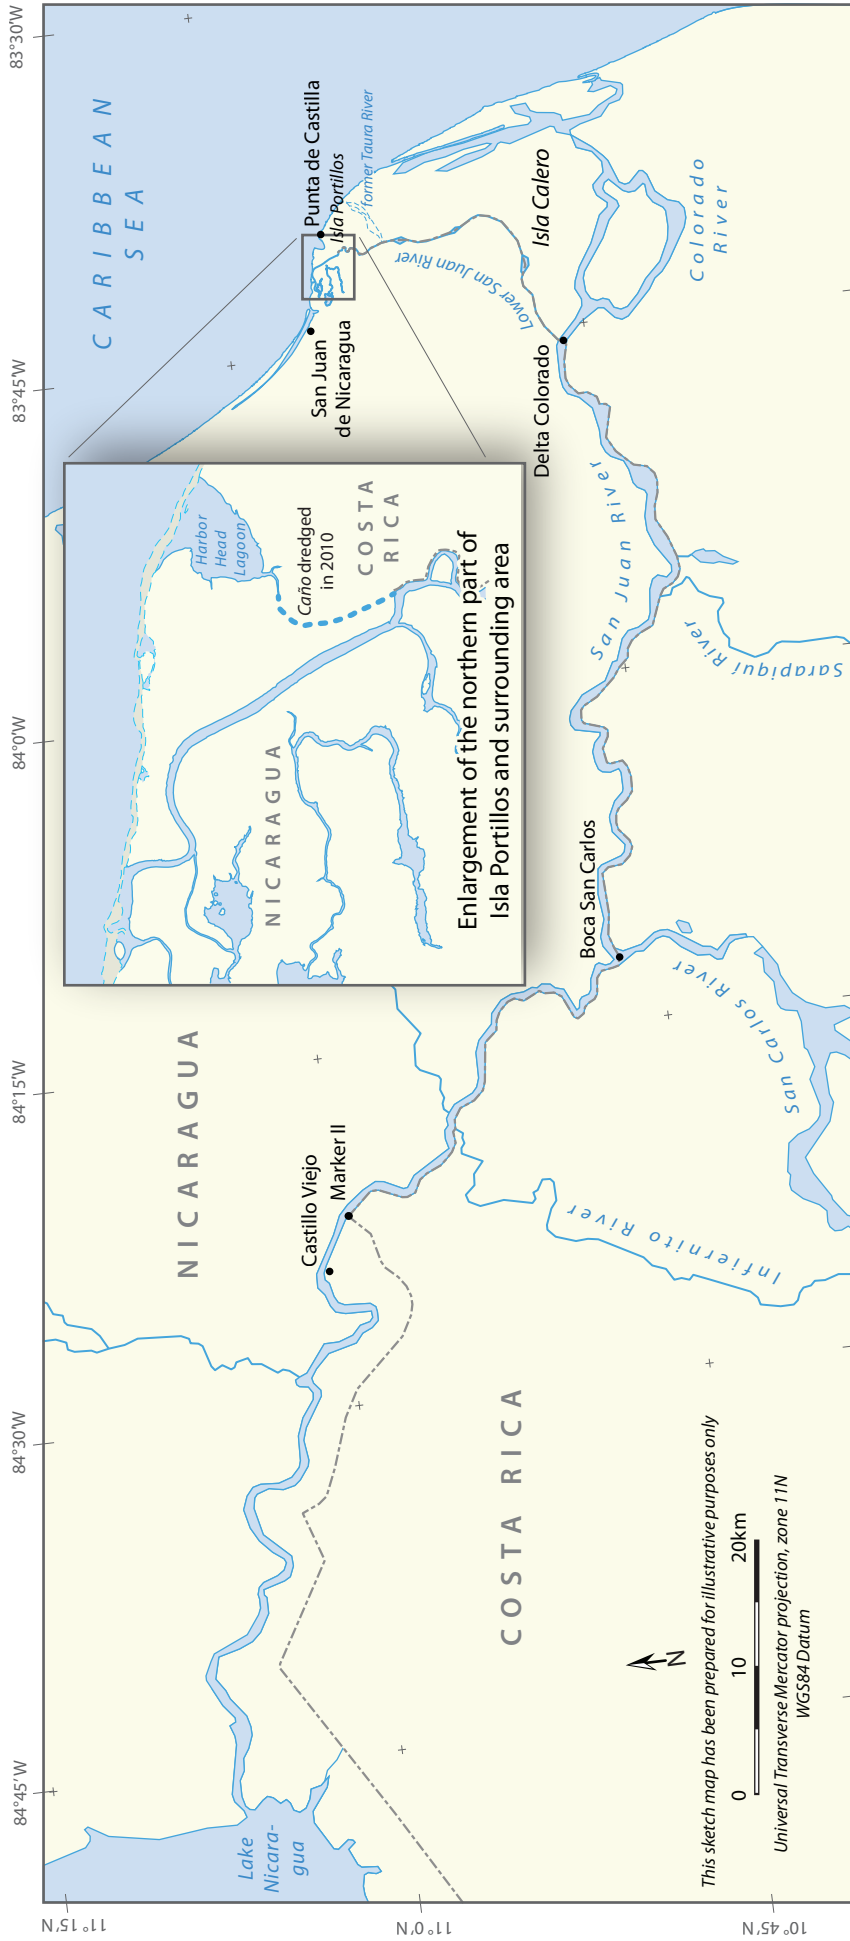 84°45' W
84°30'W
84°15'W
84°0'W
83°45'W
83°30'W
11°15'N
11°0'N
10°45'N
CARIBBEAN
SEA
NICARAGUA
COSTA RICA
Lake
Nicara-
gua
Castillo Viejo
Marker II
Boca San Carlos
Delta Colorado
San Juan
de Nicaragua
Punta de Castilla
Isla Portillos
former Taura River
Lower San Juan River
Isla Calero
Colorado
River
San Juan River
Sarapiquí River
San Carlos River
Infiernito River
Harbor
Head
Lagoon
Caño dredged
in 2010
COSTA
RICA
NICARAGUA
Enlargement of the northern part of
Isla Portillos and surrounding area
N
This sketch map has been prepared for illustrative purposes only
0 10 20km
Universal Transverse Mercator projection, zone 11N
WGS84 Datum